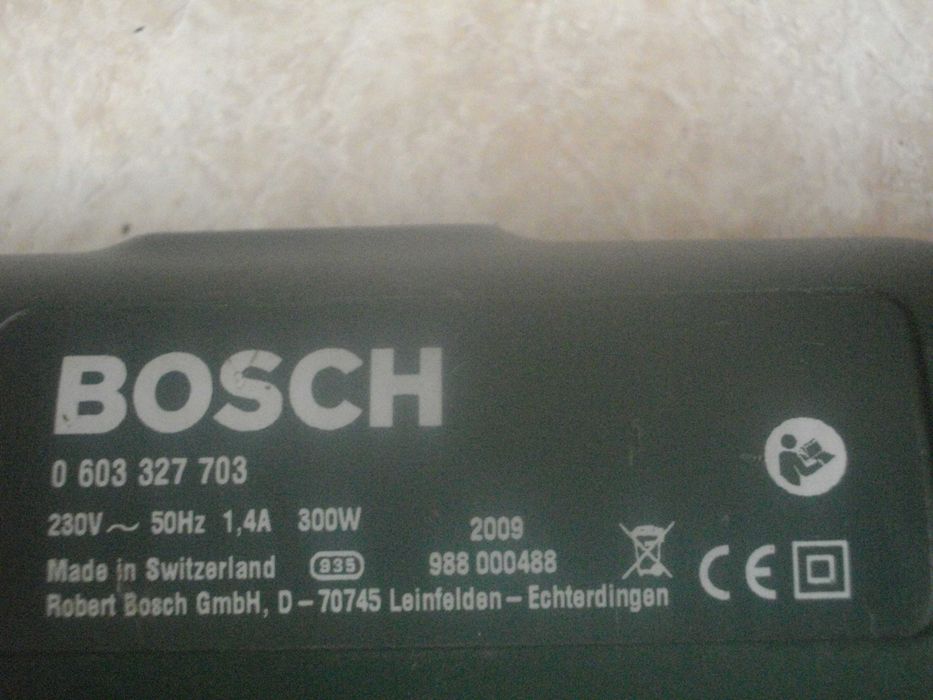 BOSCH
0 603 327 703
230V ~ 50Hz 1,4A 300W 2009
Made in Switzerland 935 988 000488
Robert Bosch GmbH, D – 70745 Leinfelden – Echterdingen
CE